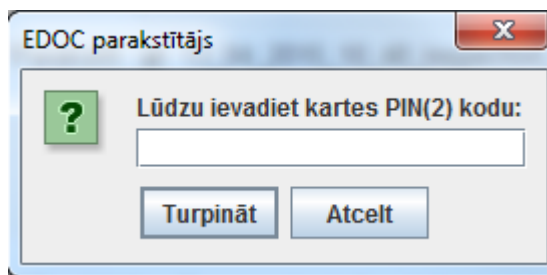 EDOC parakstītājs
Lūdzu ievadiet kartes PIN(2) kodu:
Turpināt Atcelt